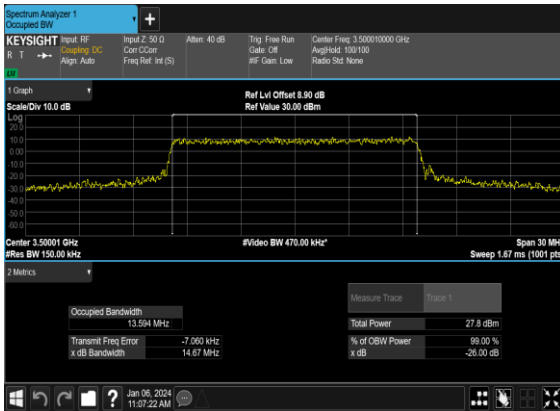 Spectrum Analyzer 1
Occupied BW
KEYSIGHT
R T
LW
Input: RF
Coupling: DC
Align: Auto
Input Z: 50 Ω
Corr CCorr
Freq Ref: Int (S)
Atten: 40 dB
Trig: Free Run
Gate: Off
#IF Gain: Low
Center Freq: 3.500010000 GHz
Avg|Hold: 100/100
Radio Std: None
1 Graph
Scale/Div 10.0 dB
Ref Lvl Offset 8.90 dB
Ref Value 30.00 dBm
Log
20.0
10.0
0.00
-10.0
-20.0
-30.0
-40.0
-50.0
-60.0
Center 3.50001 GHz
#Res BW 150.00 kHz
#Video BW 470.00 kHz*
Span 30 MH
Sweep 1.67 ms (1001 pts
2 Metrics
Measure Trace
Trace 1
Occupied Bandwidth
13.594 MHz
Total Power
27.8 dBm
Transmit Freq Error
-7.060 kHz
% of OBW Power
99.00 %
x dB Bandwidth
14.67 MHz
x dB
-26.00 dB
?
Jan 06, 2024
11:07:22 AM